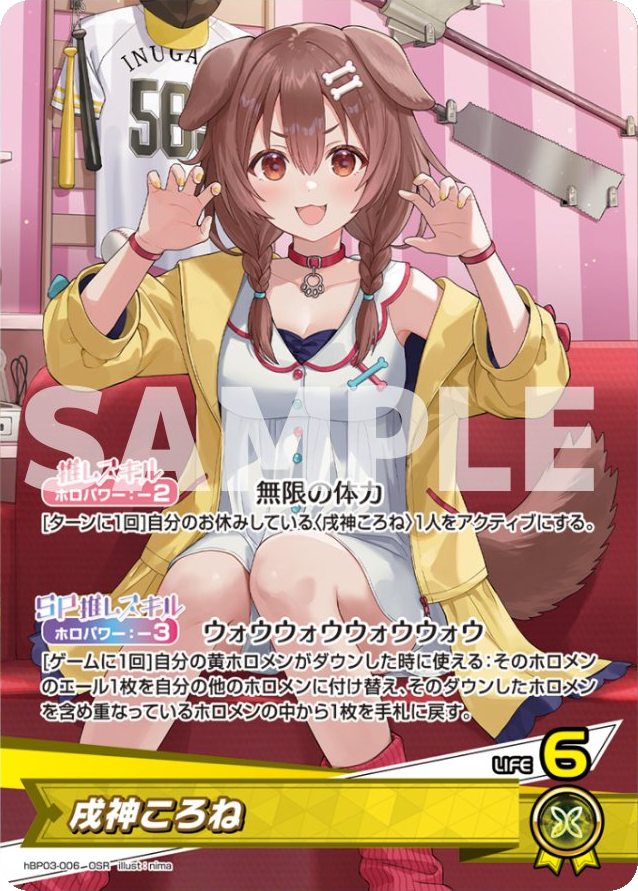 INUGA
56
SAMPLE
推しスキル
ホロパワー:−2
無限の体力
[ターンに1回]自分のお休みしている〈戌神ころね〉1人をアクティブにする。
SP推しスキル
ホロパワー:−3
ウォウウォウウォウウォウ
[ゲームに1回]自分の黄ホロメンがダウンした時に使える:そのホロメン
のエール1枚を自分の他のホロメンに付け替え、そのダウンしたホロメン
を含め重なっているホロメンの中から1枚を手札に戻す。
LIFE 6
戌神ころね
hBP03-006 OSR illust:nima